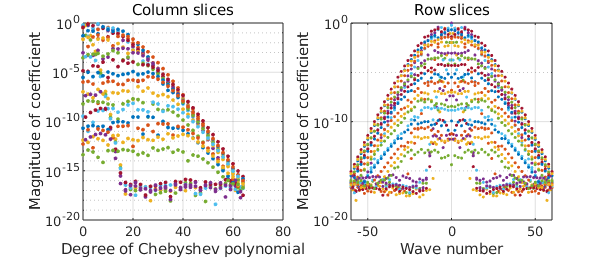 Column slices
Row slices
Magnitude of coefficient
10^0
10^-5
10^-10
10^-15
10^-20
0 20 40 60 80
Degree of Chebyshev polynomial
Magnitude of coefficient
10^0
10^-10
10^-20
-50 0 50
Wave number